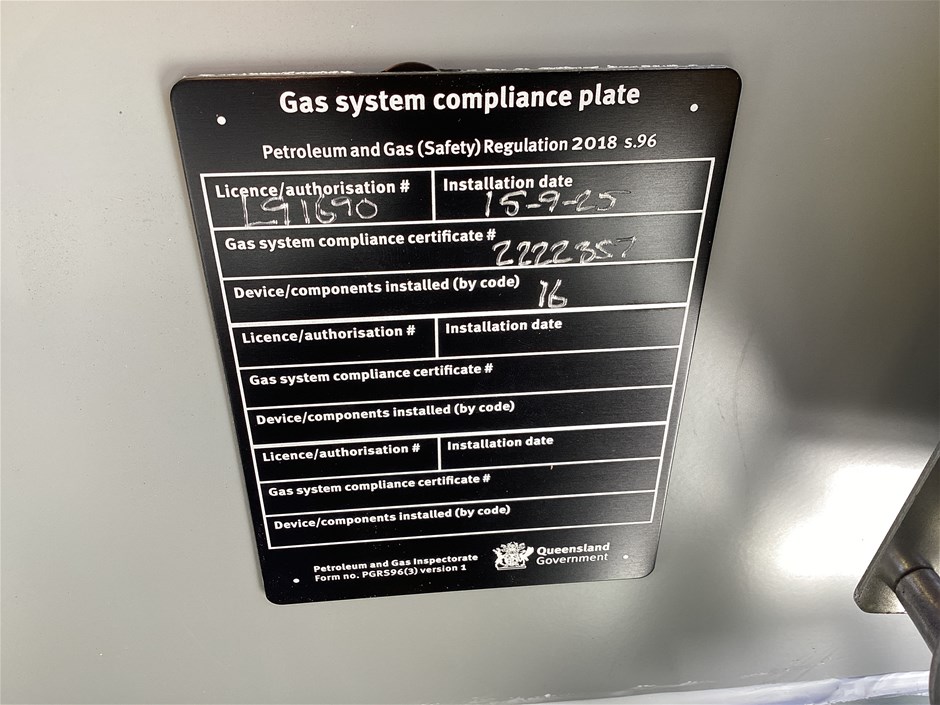 Gas system compliance plate
Petroleum and Gas (Safety) Regulation 2018 s.96
Licence/authorisation # Installation date
L91690 15-9-25
Gas system compliance certificate #
2222357
Device/components installed (by code) 16
Licence/authorisation # Installation date
Gas system compliance certificate #
Device/components installed (by code)
Licence/authorisation # Installation date
Gas system compliance certificate #
Device/components installed (by code)
Petroleum and Gas Inspectorate
Form no. PGRS96(3) version 1
Queensland
Government